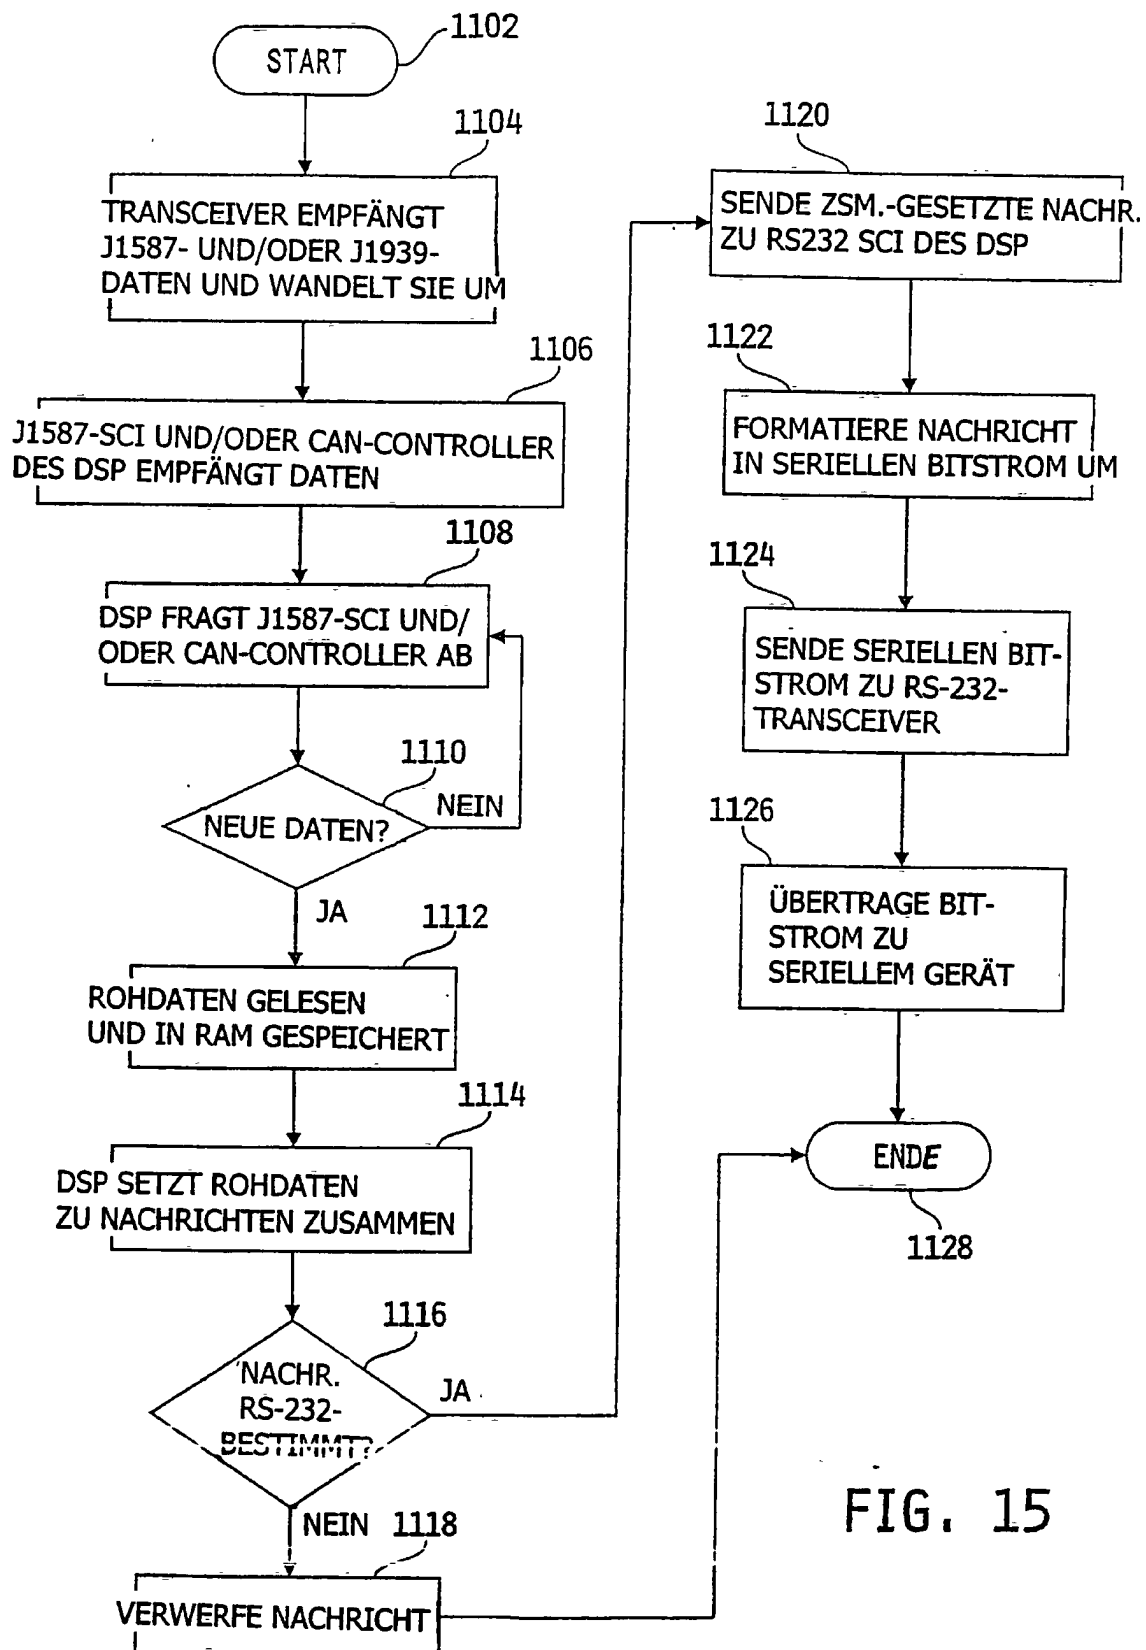 1102
START
1104
TRANSCEIVER EMPFÄNGT
J1587- UND/ODER J1939-
DATEN UND WANDELT SIE UM
1106
J1587-SCI UND/ODER CAN-CONTROLLER
DES DSP EMPFÄNGT DATEN
1108
DSP FRAGT J1587-SCI UND/
ODER CAN-CONTROLLER AB
1110
NEUE DATEN?
NEIN
JA
1112
ROHDATEN GELESEN
UND IN RAM GESPEICHERT
1114
DSP SETZT ROHDATEN
ZU NACHRICHTEN ZUSAMMEN
1116
NACHR.
RS-232-
BESTIMMT?
JA
NEIN
1118
VERWERFE NACHRICHT
1120
SENDE ZSM.-GESETZTE NACHR.
ZU RS232 SCI DES DSP
1122
FORMATIERE NACHRICHT
IN SERIELLEN BITSTROM UM
1124
SENDE SERIELLEN BIT-
STROM ZU RS-232-
TRANSCEIVER
1126
ÜBERTRAGE BIT-
STROM ZU
SERIELLEM GERÄT
ENDE
1128
FIG. 15